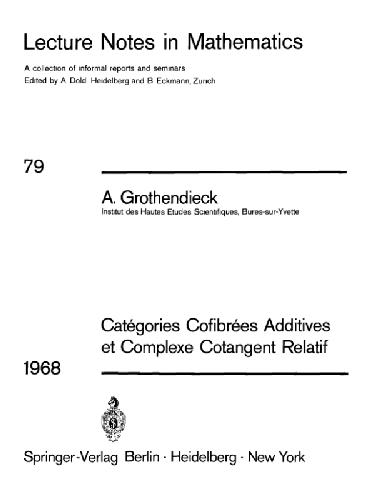 Lecture Notes in Mathematics
A collection of informal reports and seminars
Edited by A. Dold, Heidelberg and B. Eckmann, Zürich
79
A. Grothendieck
Institut des Hautes Études Scientifiques, Bures-sur-Yvette
Catégories Cofibrées Additives
et Complexe Cotangent Relatif
1968
Springer-Verlag Berlin · Heidelberg · New York